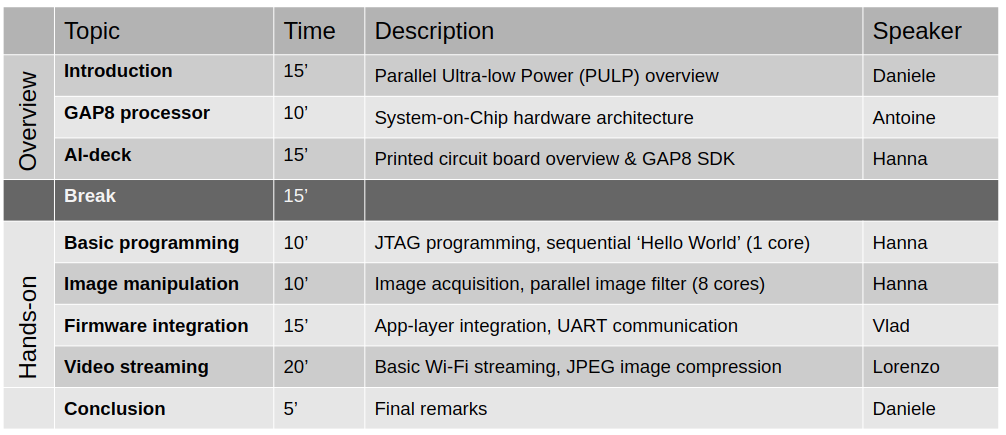 Topic Time Description Speaker
Overview
Introduction 15’ Parallel Ultra-low Power (PULP) overview Daniele
GAP8 processor 10’ System-on-Chip hardware architecture Antoine
AI-deck 15’ Printed circuit board overview & GAP8 SDK Hanna
Break 15’
Hands-on
Basic programming 10’ JTAG programming, sequential ‘Hello World’ (1 core) Hanna
Image manipulation 10’ Image acquisition, parallel image filter (8 cores) Hanna
Firmware integration 15’ App-layer integration, UART communication Vlad
Video streaming 20’ Basic Wi-Fi streaming, JPEG image compression Lorenzo
Conclusion 5’ Final remarks Daniele